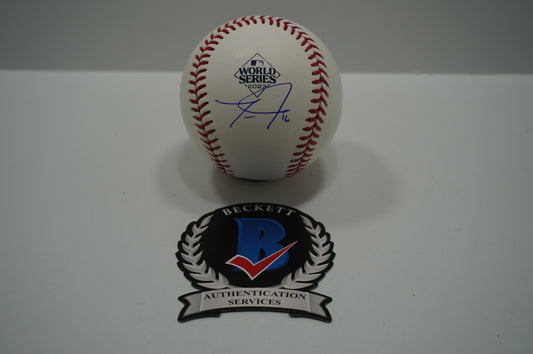 WORLD
SERIES
2023
16
BECKETT
B
AUTHENTICATION
SERVICES